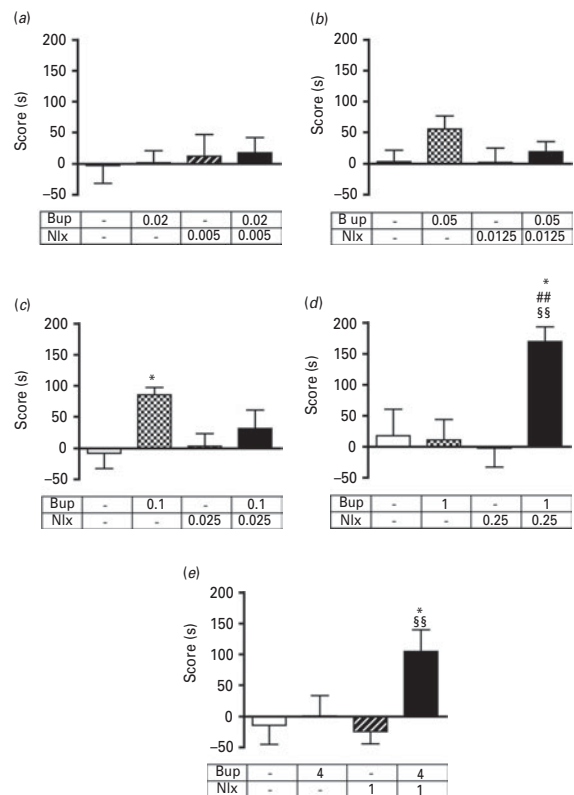 (a)
200
150
100
50
0
–50
Score (s)
Bup - 0.02 - 0.02
Nlx - - 0.005 0.005
(b)
200
150
100
50
0
–50
Score (s)
B up - 0.05 - 0.05
Nlx - - 0.0125 0.0125
(c)
200
150
100
50
0
–50
Score (s)
*
Bup - 0.1 - 0.1
Nlx - - 0.025 0.025
(d)
200
150
100
50
0
–50
Score (s)
*
##
§§
Bup - 1 - 1
Nlx - - 0.25 0.25
(e)
200
150
100
50
0
–50
Score (s)
*
§§
Bup - 4 - 4
Nlx - - 1 1